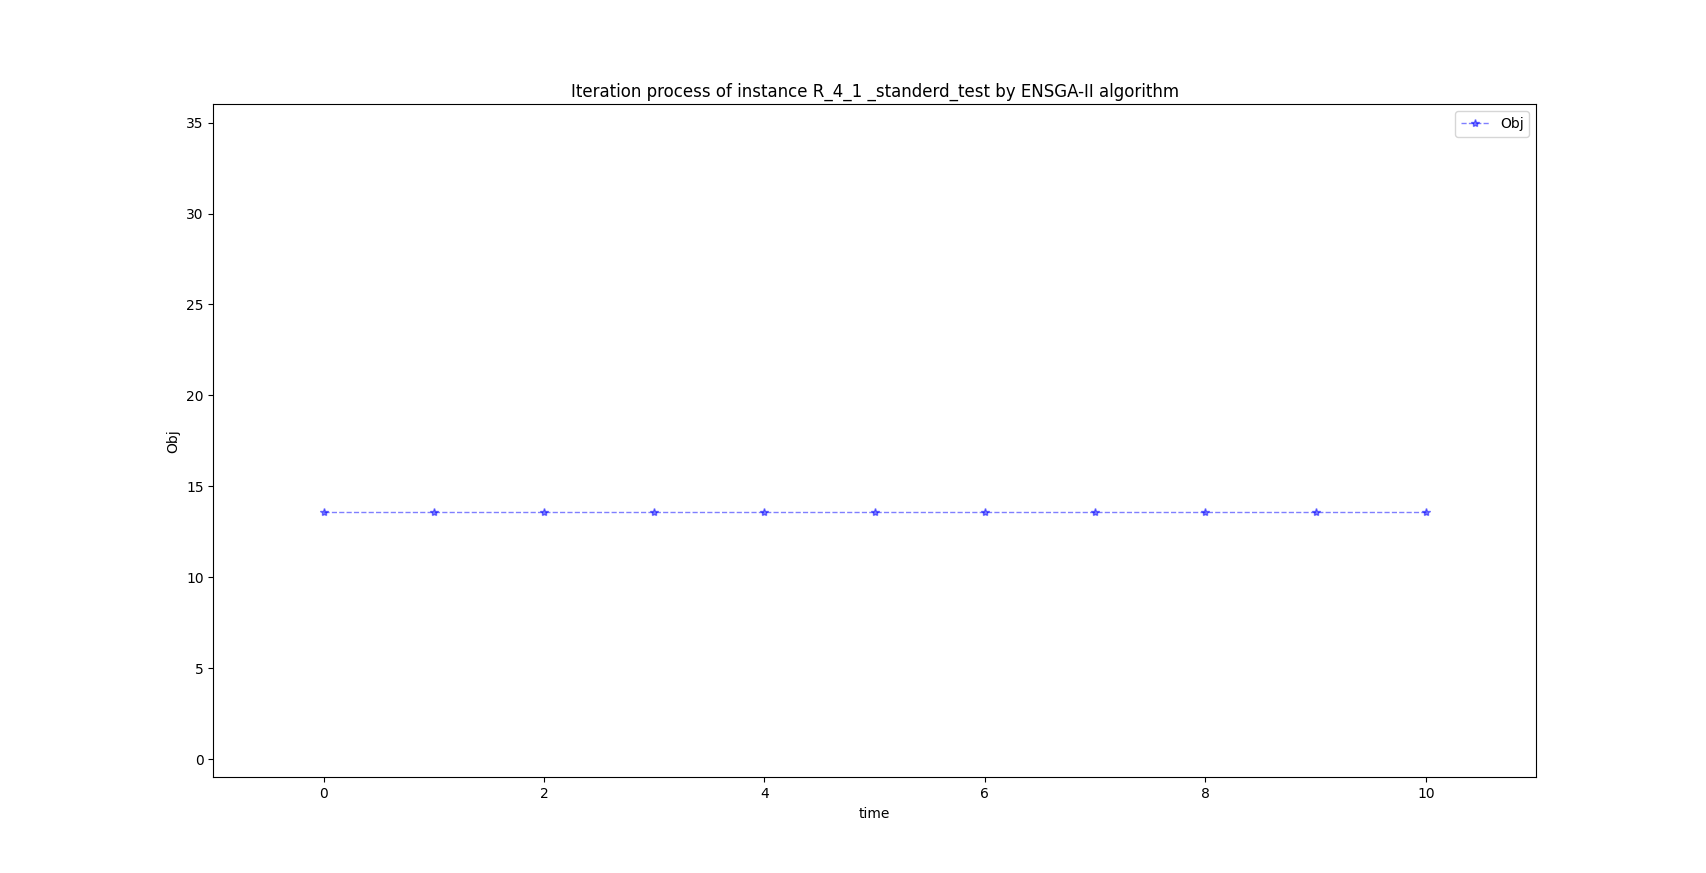 Iteration process of instance R_4_1 _standerd_test by ENSGA-II algorithm
Obj
35
30
25
20
15
10
5
0
Obj
0 2 4 6 8 10
time